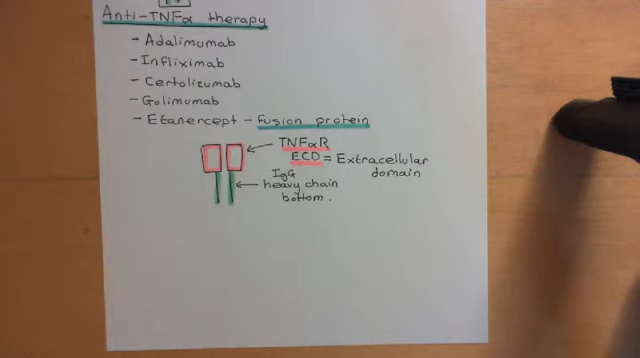 Anti-TNFα therapy
- Adalimumab
- Infliximab
- Certolizumab
- Golimumab
- Etanercept - fusion protein
TNFαR
ECD = Extracellular domain
IgG
heavy chain
bottom.